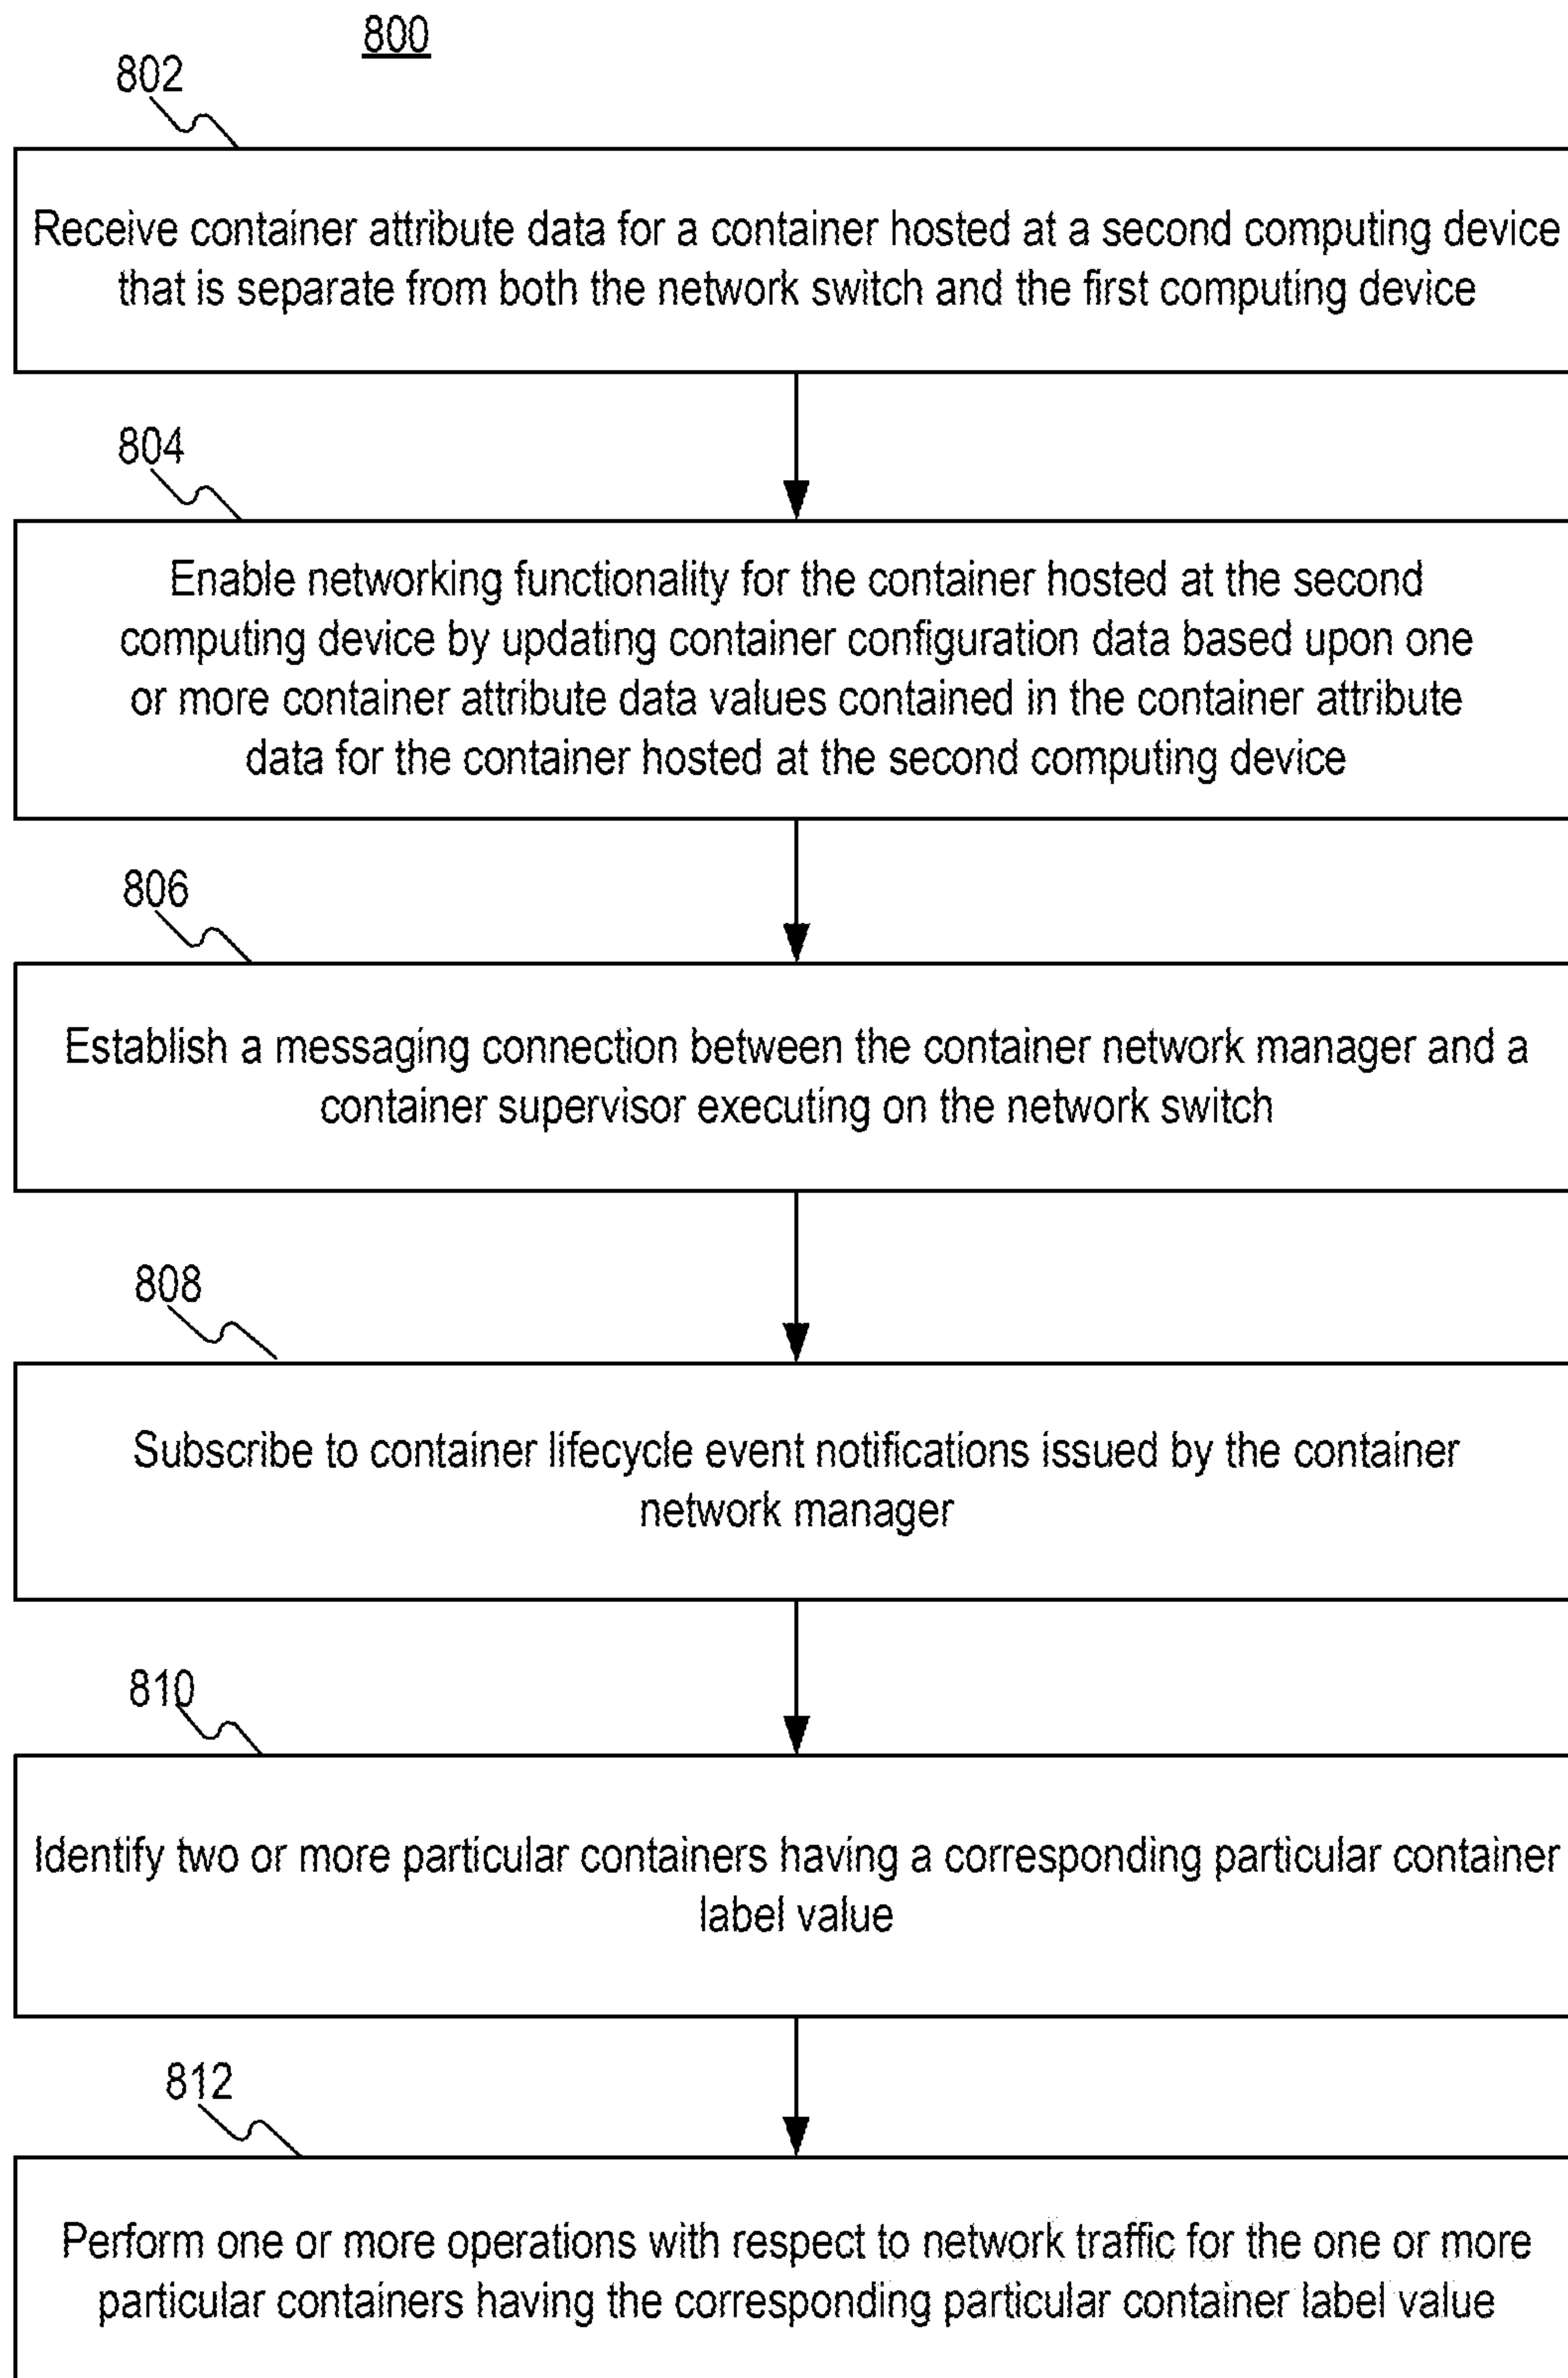 800
802
Receive container attribute data for a container hosted at a second computing device
that is separate from both the network switch and the first computing device
804
Enable networking functionality for the container hosted at the second
computing device by updating container configuration data based upon one
or more container attribute data values contained in the container attribute
data for the container hosted at the second computing device
806
Establish a messaging connection between the container network manager and a
container supervisor executing on the network switch
808
Subscribe to container lifecycle event notifications issued by the container
network manager
810
Identify two or more particular containers having a corresponding particular container
label value
812
Perform one or more operations with respect to network traffic for the one or more
particular containers having the corresponding particular container label value